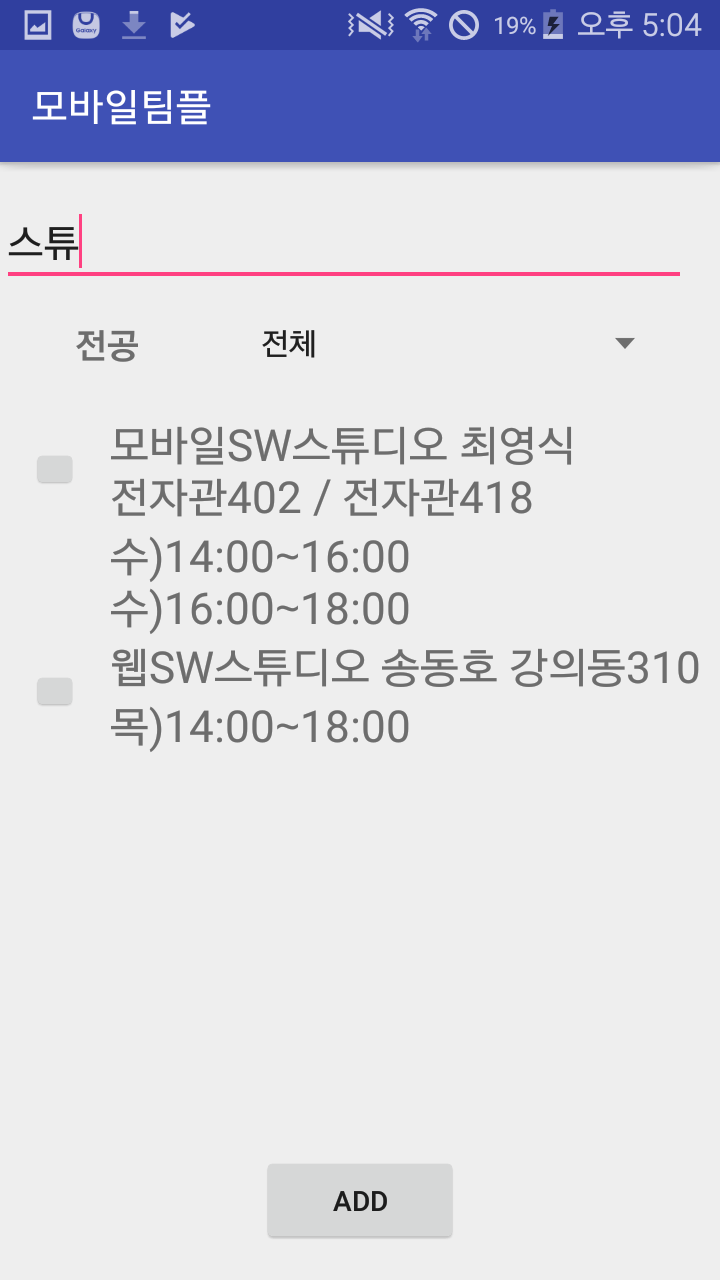 19% 오후 5:04
모바일팀플
스튜
전공 전체
모바일SW스튜디오 최영식
전자관402 / 전자관418
수)14:00~16:00
수)16:00~18:00
웹SW스튜디오 송동호 강의동310
목)14:00~18:00
ADD